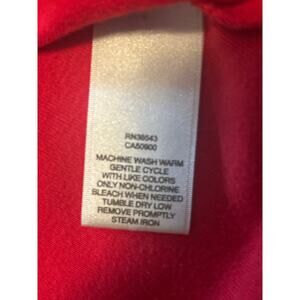 RN36543
CA50900
MACHINE WASH WARM
GENTLE CYCLE
WITH LIKE COLORS
ONLY NON-CHLORINE
BLEACH WHEN NEEDED
TUMBLE DRY LOW
REMOVE PROMPTLY
STEAM IRON